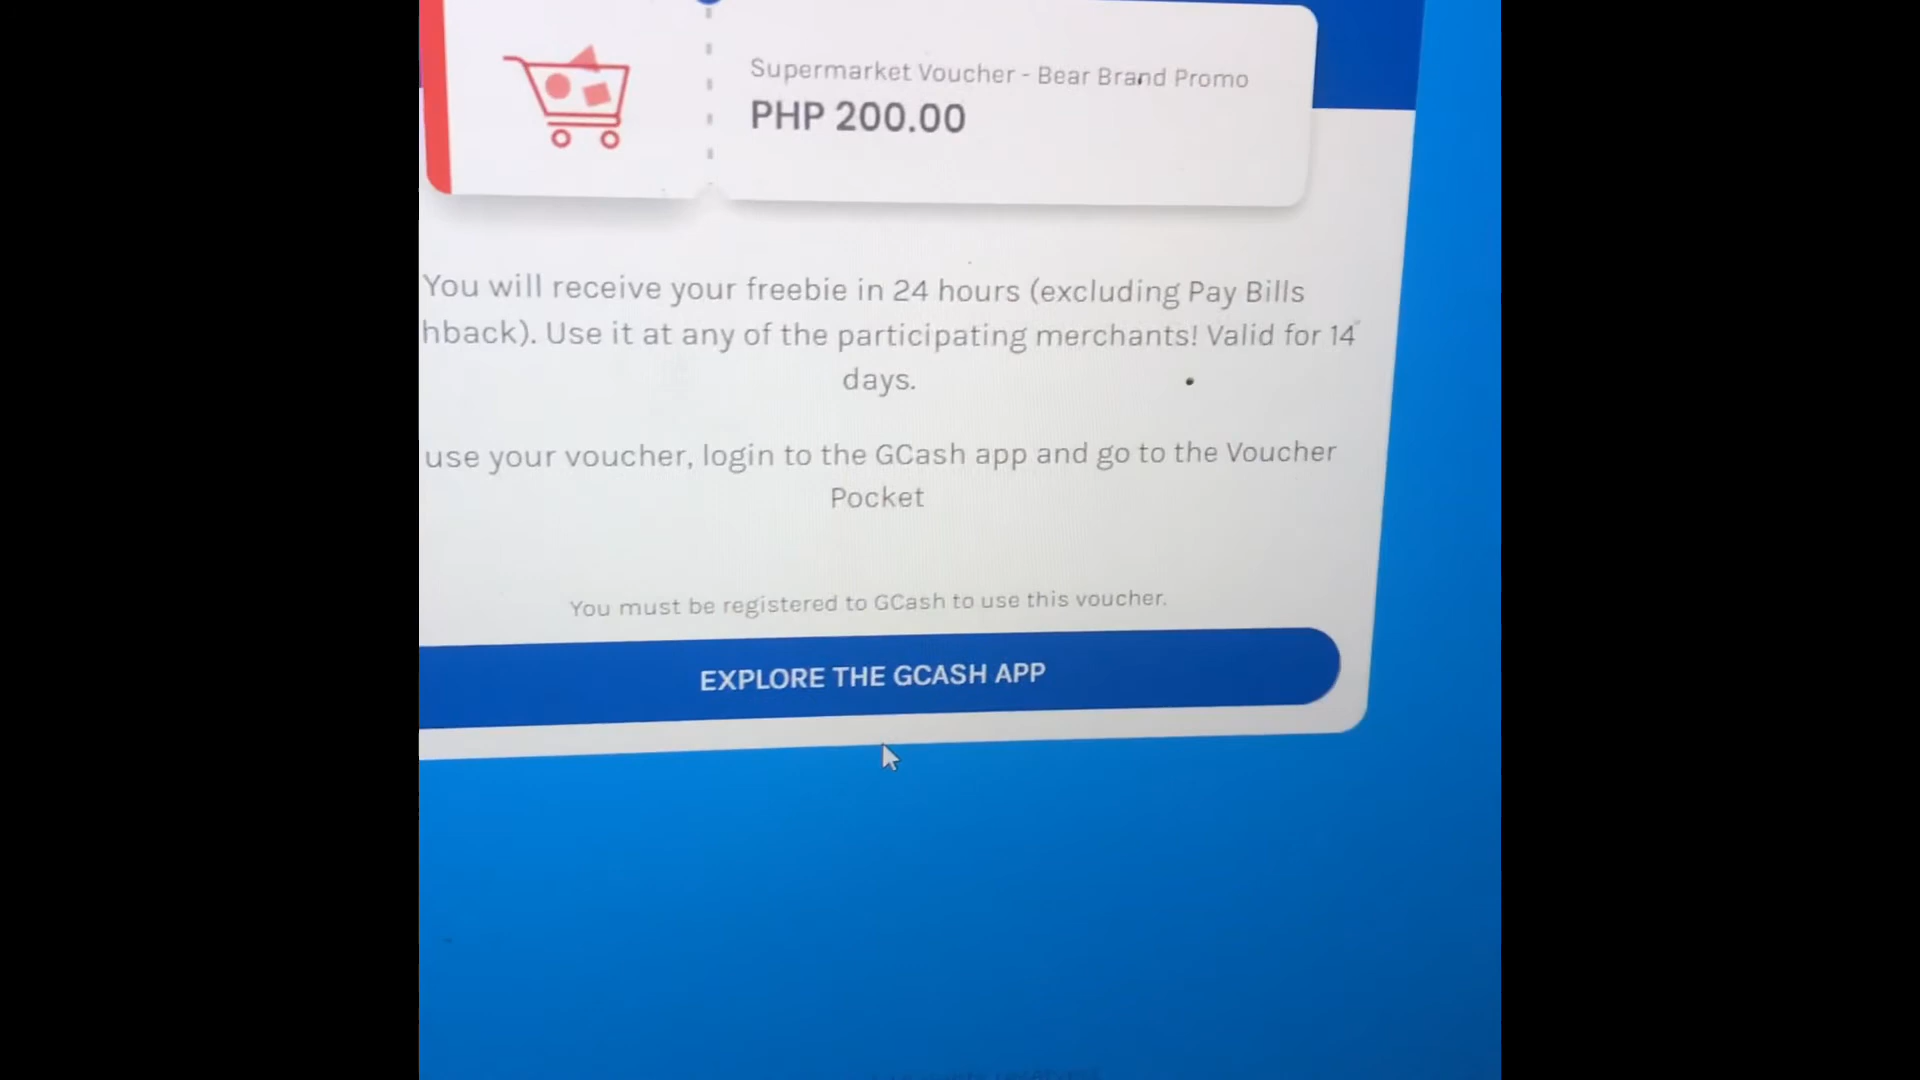 Supermarket Voucher - Bear Brand Promo
PHP 200.00
You will receive your freebie in 24 hours (excluding Pay Bills
hback). Use it at any of the participating merchants! Valid for 14
days.
use your voucher, login to the GCash app and go to the Voucher
Pocket
You must be registered to GCash to use this voucher.
EXPLORE THE GCASH APP